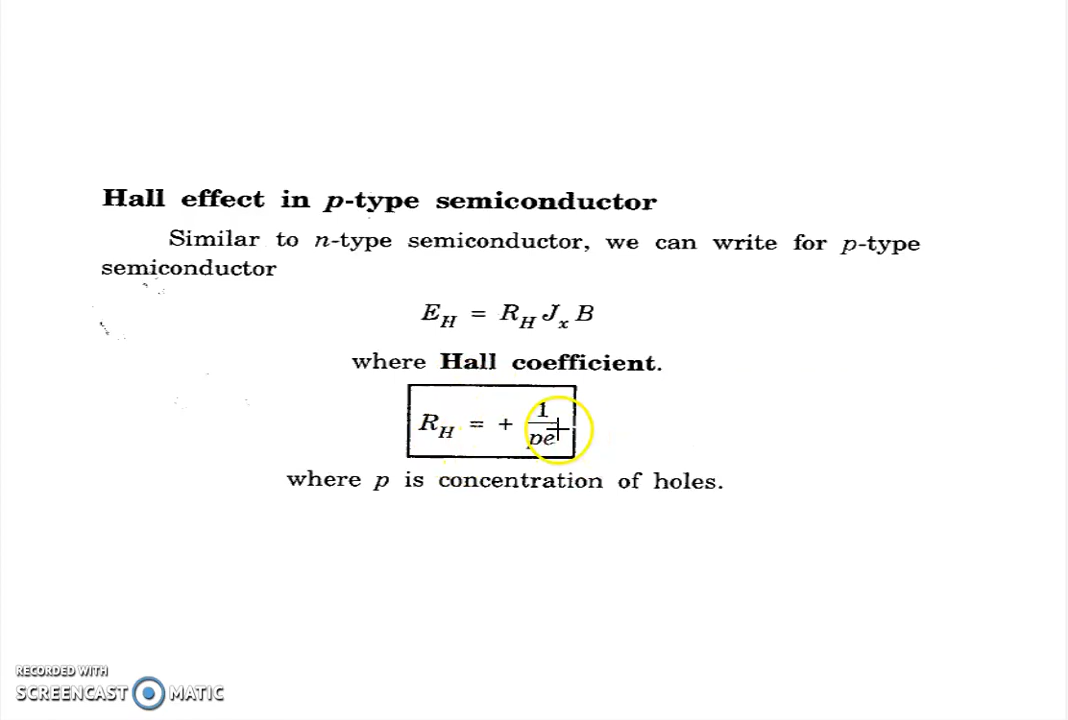 Hall effect in p-type semiconductor
Similar to n-type semiconductor, we can write for p-type
semiconductor
E_H = R_H J_x B
where Hall coefficient.
R_H = + 1/pe
where p is concentration of holes.
RECORDED WITH
SCREENCAST MATIC